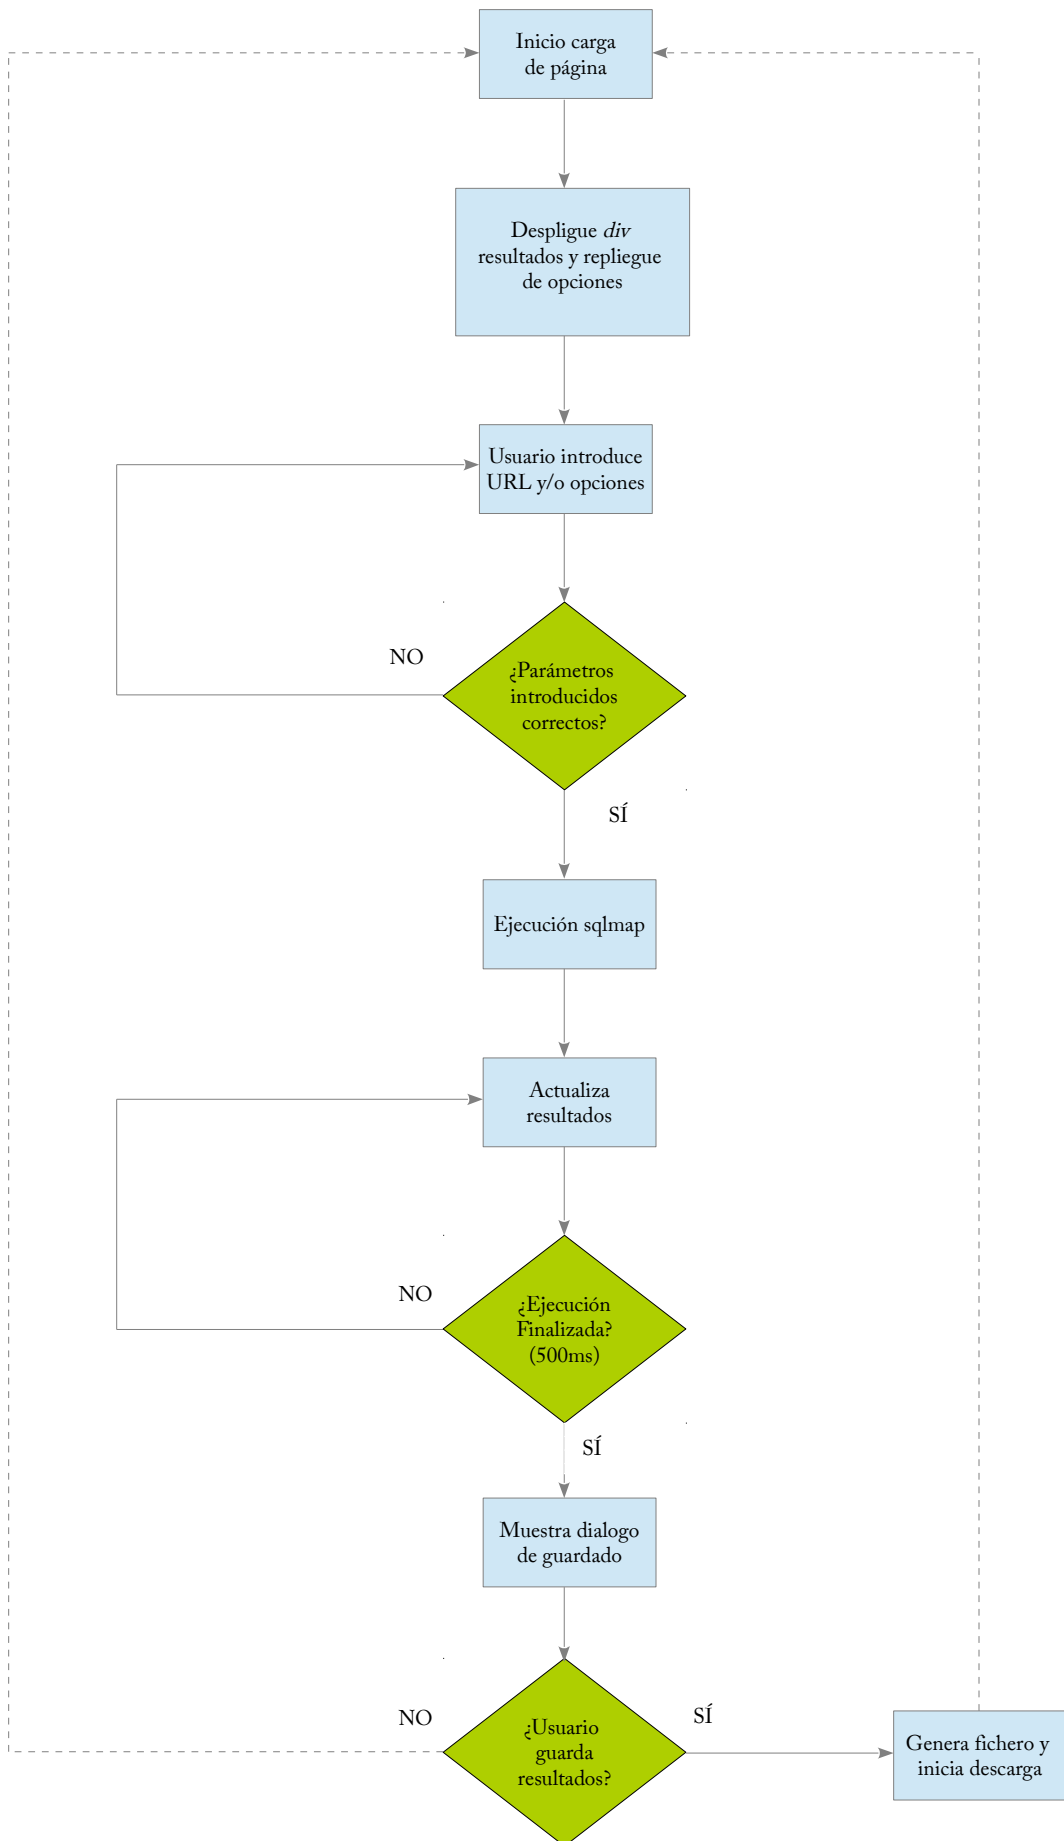 Inicio carga
de página
Despligue div
resultados y repliegue
de opciones
Usuario introduce
URL y/o opciones
NO
¿Parámetros
introducidos
correctos?
SÍ
Ejecución sqlmap
Actualiza
resultados
NO
¿Ejecución
Finalizada?
(500ms)
SÍ
Muestra dialogo
de guardado
NO
¿Usuario
guarda
resultados?
SÍ
Genera fichero y
inicia descarga